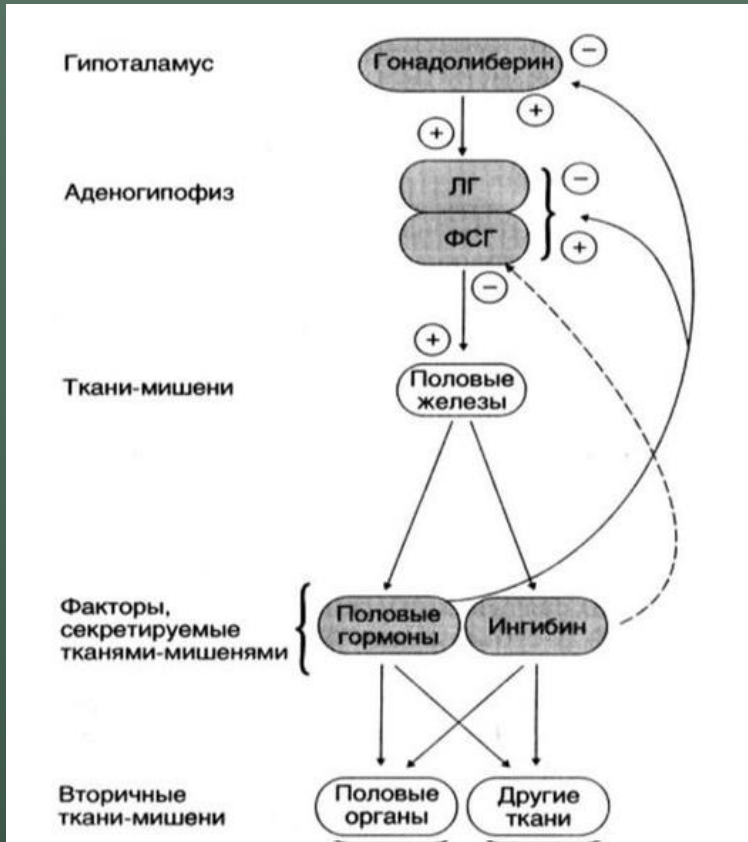 Гипоталамус
Гонадолиберин
−
+
+
Аденогипофиз
ЛГ
−
ФСГ
+
−
+
Ткани-мишени
Половые
железы
Факторы,
секретируемые
тканями-мишенями
Половые
гормоны
Ингибин
Вторичные
ткани-мишени
Половые
органы
Другие
ткани